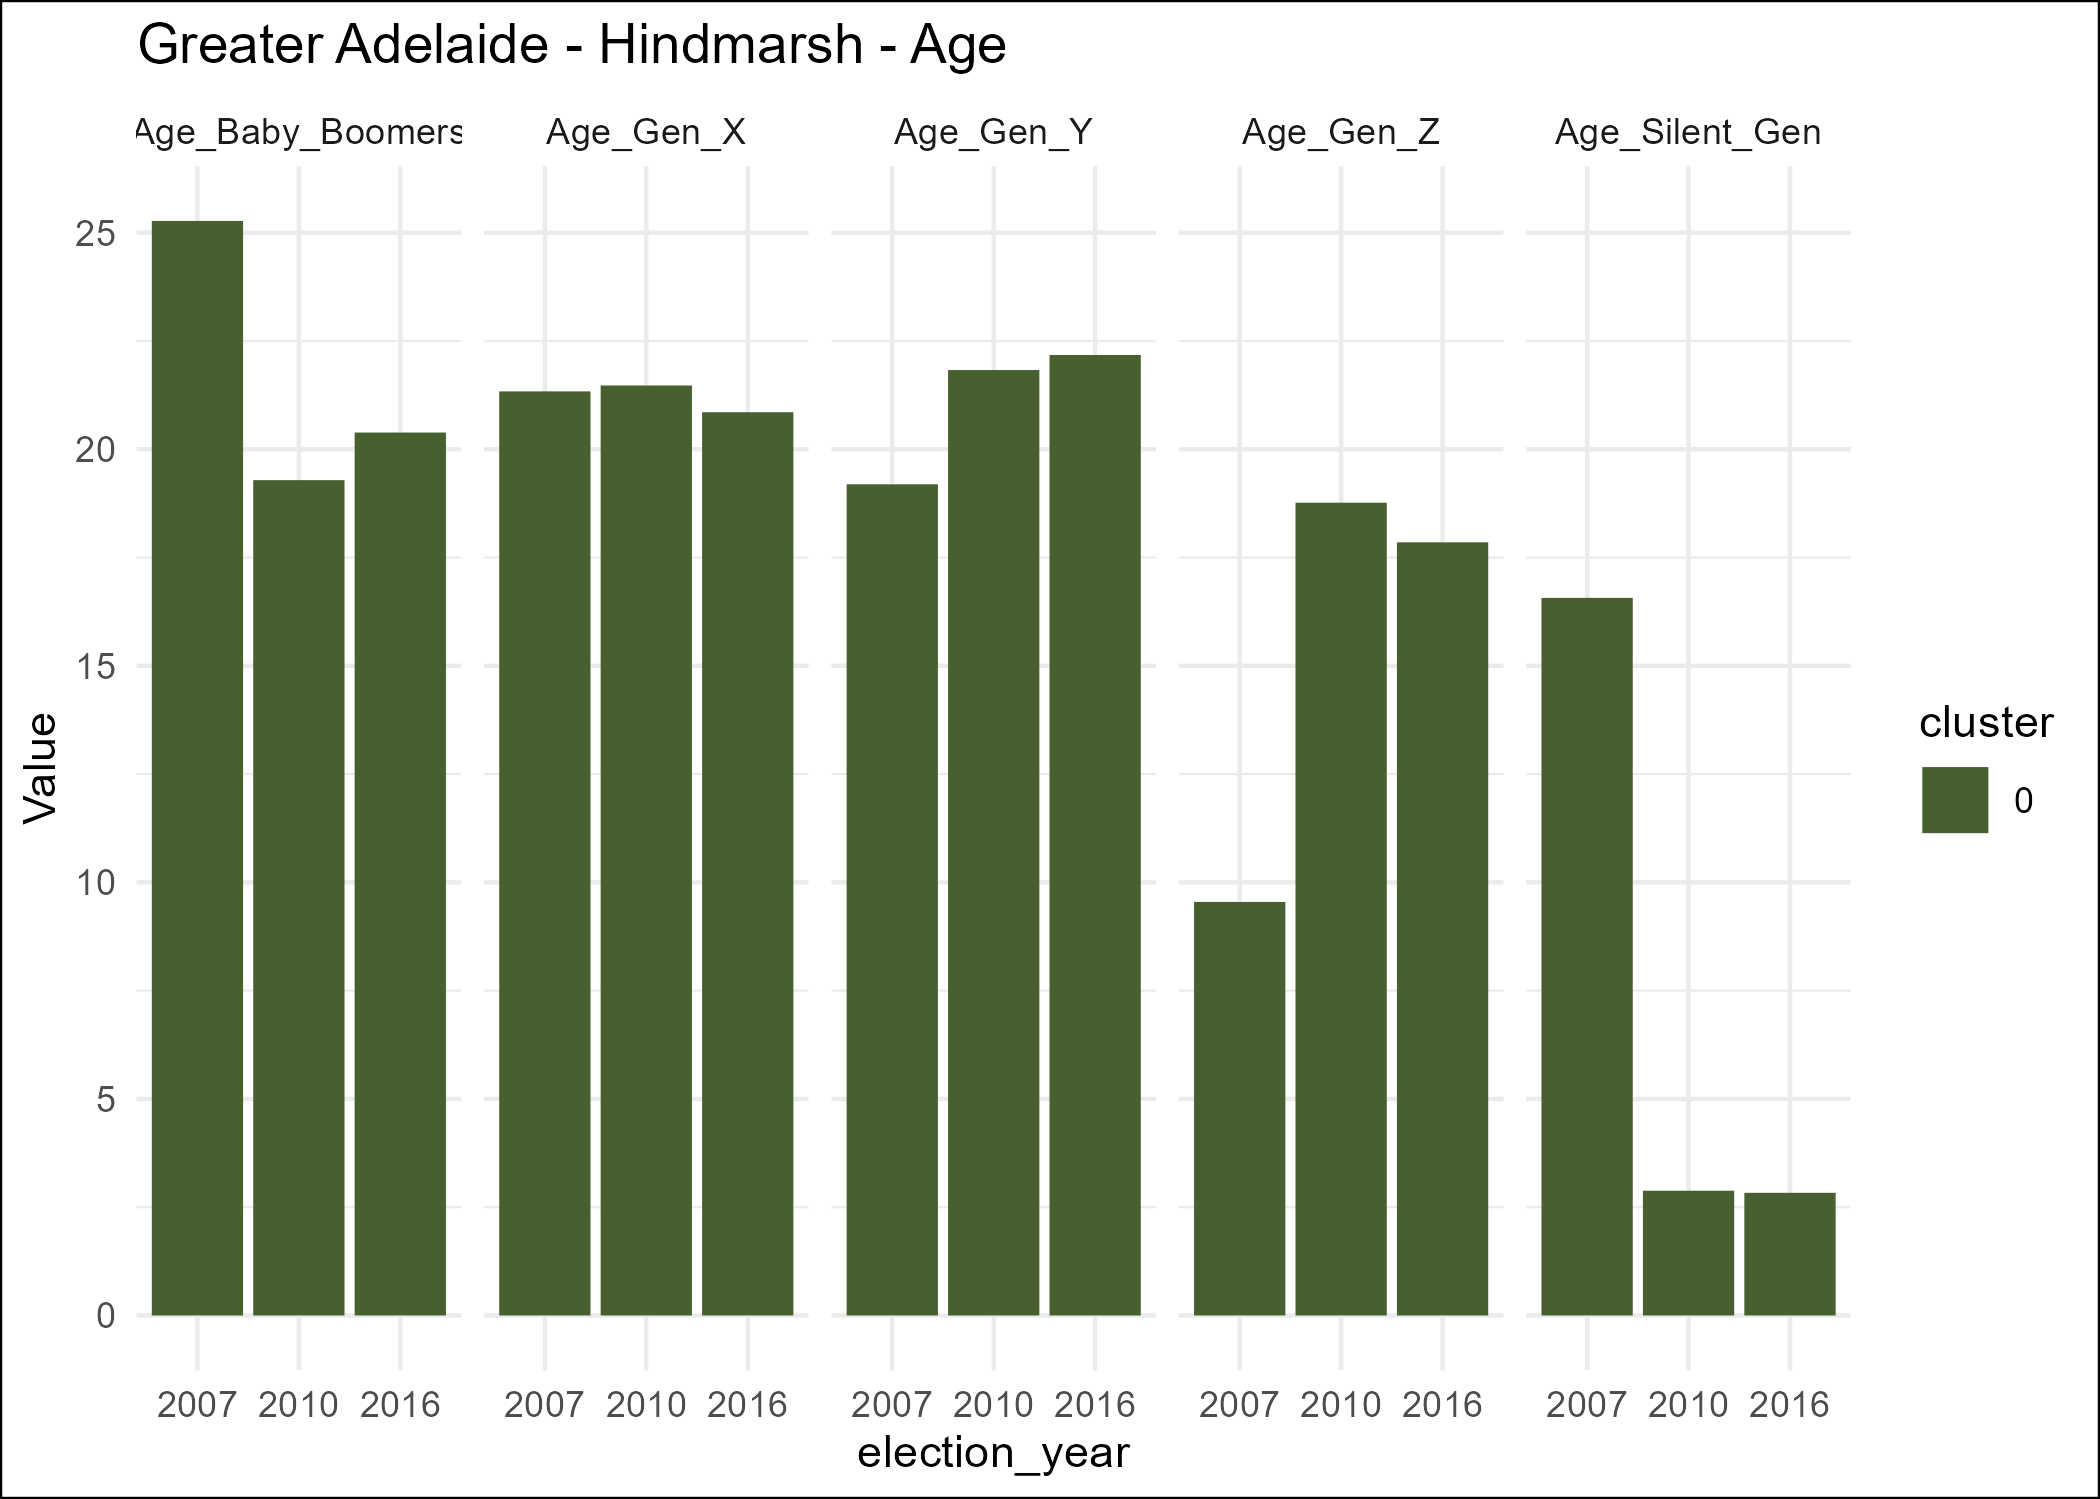 Greater Adelaide - Hindmarsh - Age
Age_Baby_Boomers Age_Gen_X Age_Gen_Y Age_Gen_Z Age_Silent_Gen
25
20
15
10
5
0
Value
2007 2010 2016 2007 2010 2016 2007 2010 2016 2007 2010 2016 2007 2010 2016
election_year
cluster
0